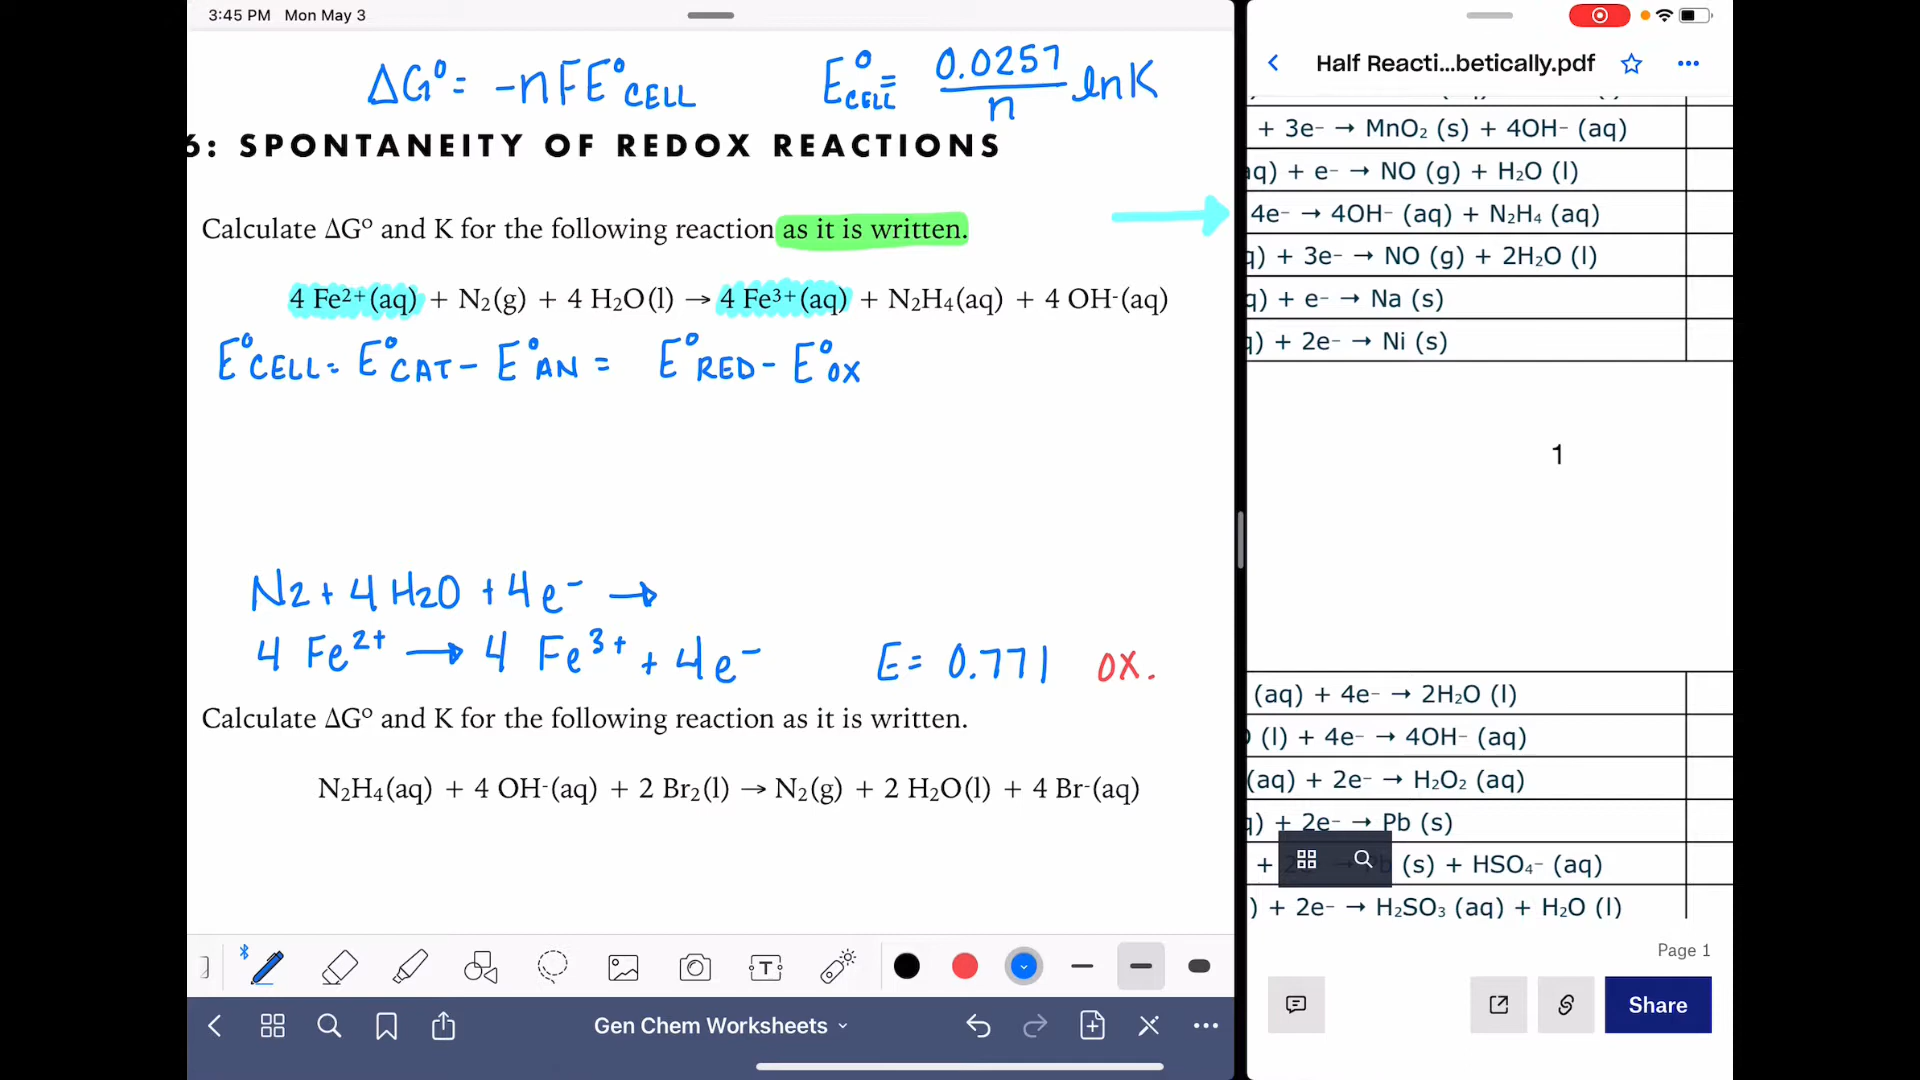 3:45 PM Mon May 3
ΔG° = -nFE°CELL
E°CELL = 0.0257/n lnK
6: SPONTANEITY OF REDOX REACTIONS
Calculate ΔG° and K for the following reaction as it is written.
4 Fe²⁺(aq) + N₂(g) + 4 H₂O(l) → 4 Fe³⁺(aq) + N₂H₄(aq) + 4 OH⁻(aq)
E°CELL = E°CAT - E°AN = E°RED - E°OX
N2 + 4 H2O + 4e⁻ →
4 Fe²⁺ → 4 Fe³⁺ + 4e⁻ E = 0.771 OX.
Calculate ΔG° and K for the following reaction as it is written.
N₂H₄(aq) + 4 OH⁻(aq) + 2 Br₂(l) → N₂(g) + 2 H₂O(l) + 4 Br⁻(aq)
Gen Chem Worksheets
Half Reacti...betically.pdf
+ 3e⁻ → MnO₂ (s) + 4OH⁻ (aq)
aq) + e⁻ → NO (g) + H₂O (l)
4e⁻ → 4OH⁻ (aq) + N₂H₄ (aq)
q) + 3e⁻ → NO (g) + 2H₂O (l)
q) + e⁻ → Na (s)
q) + 2e⁻ → Ni (s)
1
(aq) + 4e⁻ → 2H₂O (l)
(l) + 4e⁻ → 4OH⁻ (aq)
(aq) + 2e⁻ → H₂O₂ (aq)
q) + 2e⁻ → Pb (s)
+ (s) + HSO₄⁻ (aq)
) + 2e⁻ → H₂SO₃ (aq) + H₂O (l)
Page 1
Share